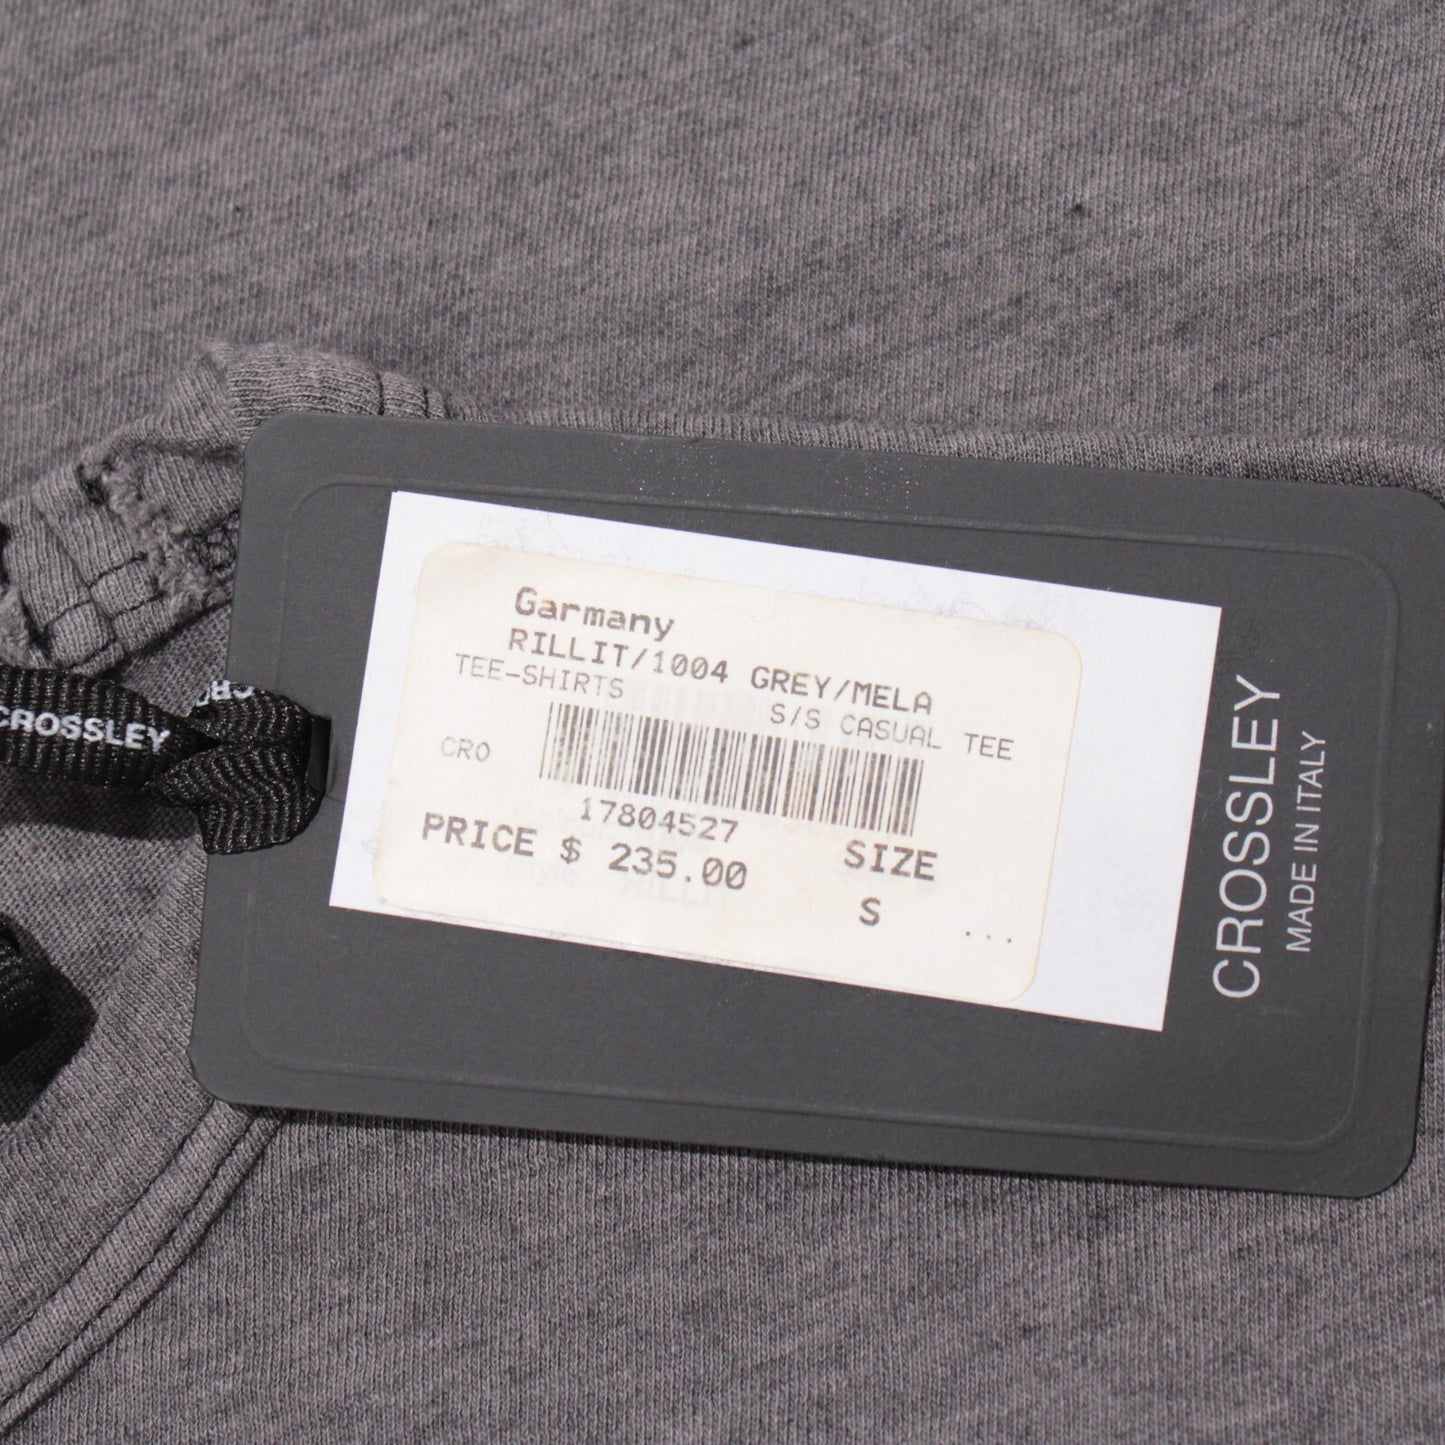 Garmany
RILLIT/1004 GREY/MELA
TEE-SHIRTS
S/S CASUAL TEE
CRO
17804527
PRICE $ 235.00
SIZE
S
...
CROSSLEY
MADE IN ITALY
CROSSLEY